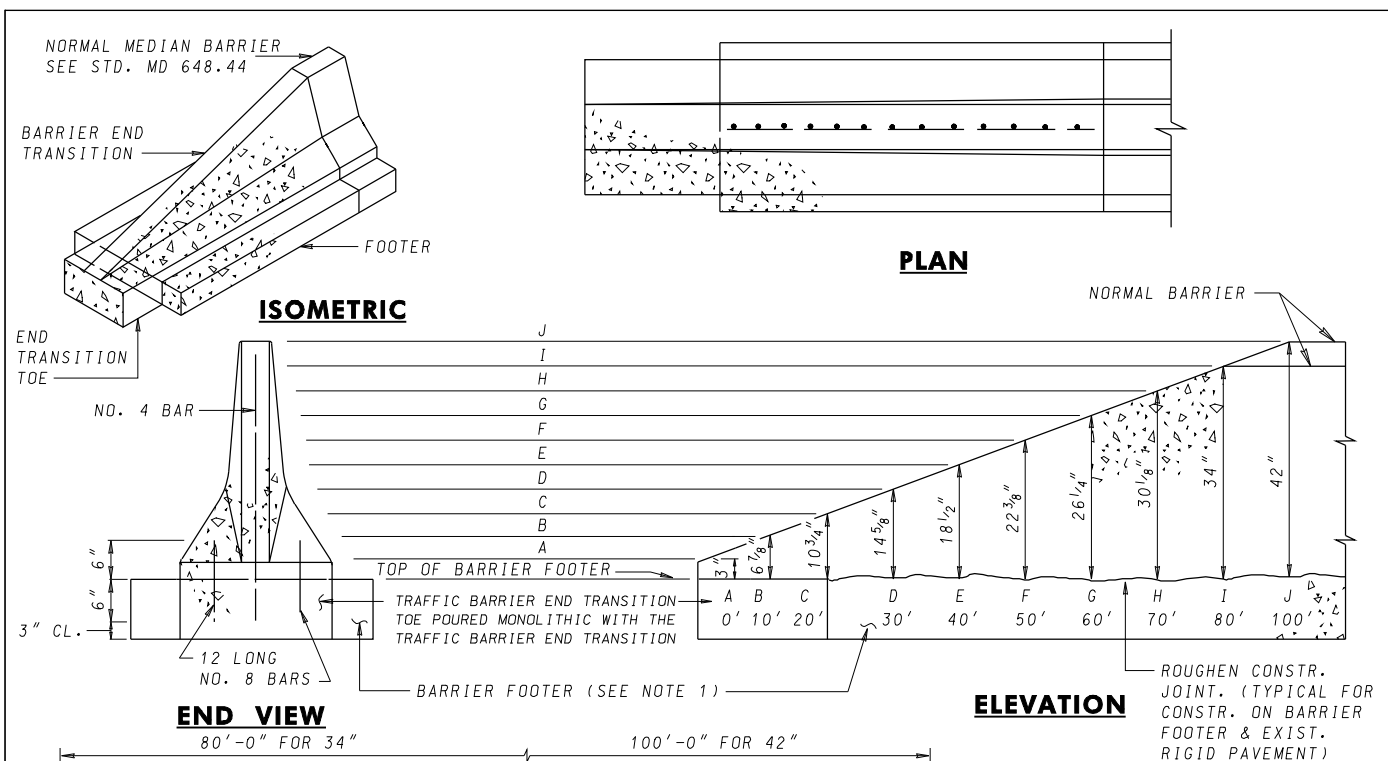 NORMAL MEDIAN BARRIER
SEE STD. MD 648.44
BARRIER END
TRANSITION
FOOTER
ISOMETRIC
END
TRANSITION
TOE
PLAN
NORMAL BARRIER
J
I
H
G
F
E
D
C
B
A
NO. 4 BAR
6"
6"
3" CL.
12 LONG
NO. 8 BARS
END VIEW
TOP OF BARRIER FOOTER
TRAFFIC BARRIER END TRANSITION
TOE POURED MONOLITHIC WITH THE
TRAFFIC BARRIER END TRANSITION
BARRIER FOOTER (SEE NOTE 1)
3"
6 7/8"
10 3/4"
14 5/8"
18 1/2"
22 3/8"
26 1/4"
30 1/8"
34"
42"
A B C D E F G H I J
0' 10' 20' 30' 40' 50' 60' 70' 80' 100'
ELEVATION
ROUGHEN CONSTR.
JOINT. (TYPICAL FOR
CONSTR. ON BARRIER
FOOTER & EXIST.
RIGID PAVEMENT)
80'-0" FOR 34"
100'-0" FOR 42"